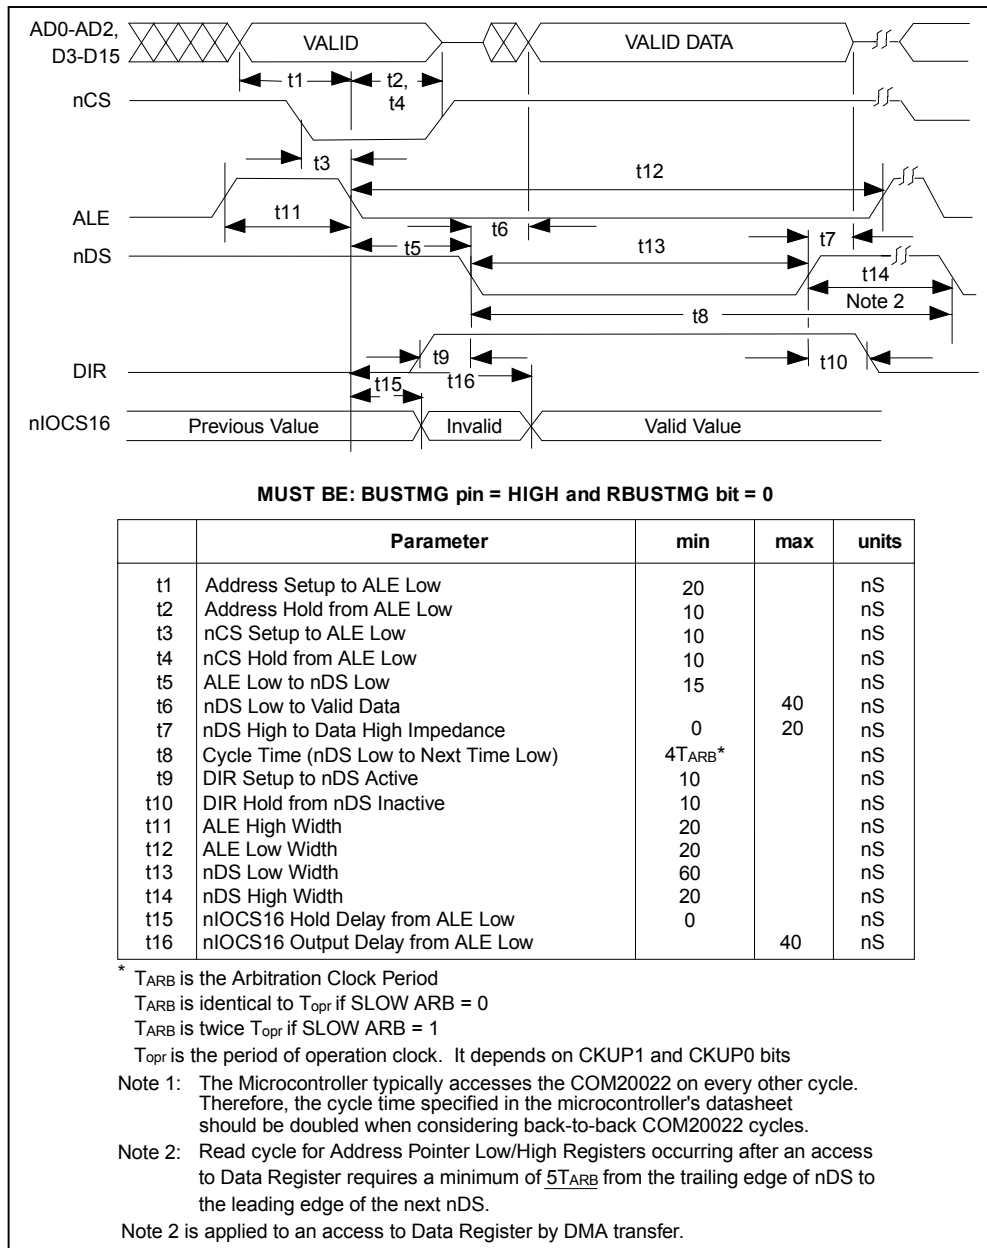 AD0-AD2,
D3-D15
VALID
VALID DATA
t1
t2,
t4
nCS
t3
t12
ALE
t11
t6
t7
nDS
t5
t13
t14
Note 2
t8
t9
t10
DIR
t15
t16
nIOCS16
Previous Value
Invalid
Valid Value
MUST BE: BUSTMG pin = HIGH and RBUSTMG bit = 0
Parameter min max units
t1 Address Setup to ALE Low 20 nS
t2 Address Hold from ALE Low 10 nS
t3 nCS Setup to ALE Low 10 nS
t4 nCS Hold from ALE Low 10 nS
t5 ALE Low to nDS Low 15 nS
t6 nDS Low to Valid Data 40 nS
t7 nDS High to Data High Impedance 0 20 nS
t8 Cycle Time (nDS Low to Next Time Low) 4TARB* nS
t9 DIR Setup to nDS Active 10 nS
t10 DIR Hold from nDS Inactive 10 nS
t11 ALE High Width 20 nS
t12 ALE Low Width 20 nS
t13 nDS Low Width 60 nS
t14 nDS High Width 20 nS
t15 nIOCS16 Hold Delay from ALE Low 0 nS
t16 nIOCS16 Output Delay from ALE Low 40 nS
* TARB is the Arbitration Clock Period
TARB is identical to Topr if SLOW ARB = 0
TARB is twice Topr if SLOW ARB = 1
Topr is the period of operation clock. It depends on CKUP1 and CKUP0 bits
Note 1: The Microcontroller typically accesses the COM20022 on every other cycle.
Therefore, the cycle time specified in the microcontroller's datasheet
should be doubled when considering back-to-back COM20022 cycles.
Note 2: Read cycle for Address Pointer Low/High Registers occurring after an access
to Data Register requires a minimum of 5TARB from the trailing edge of nDS to
the leading edge of the next nDS.
Note 2 is applied to an access to Data Register by DMA transfer.